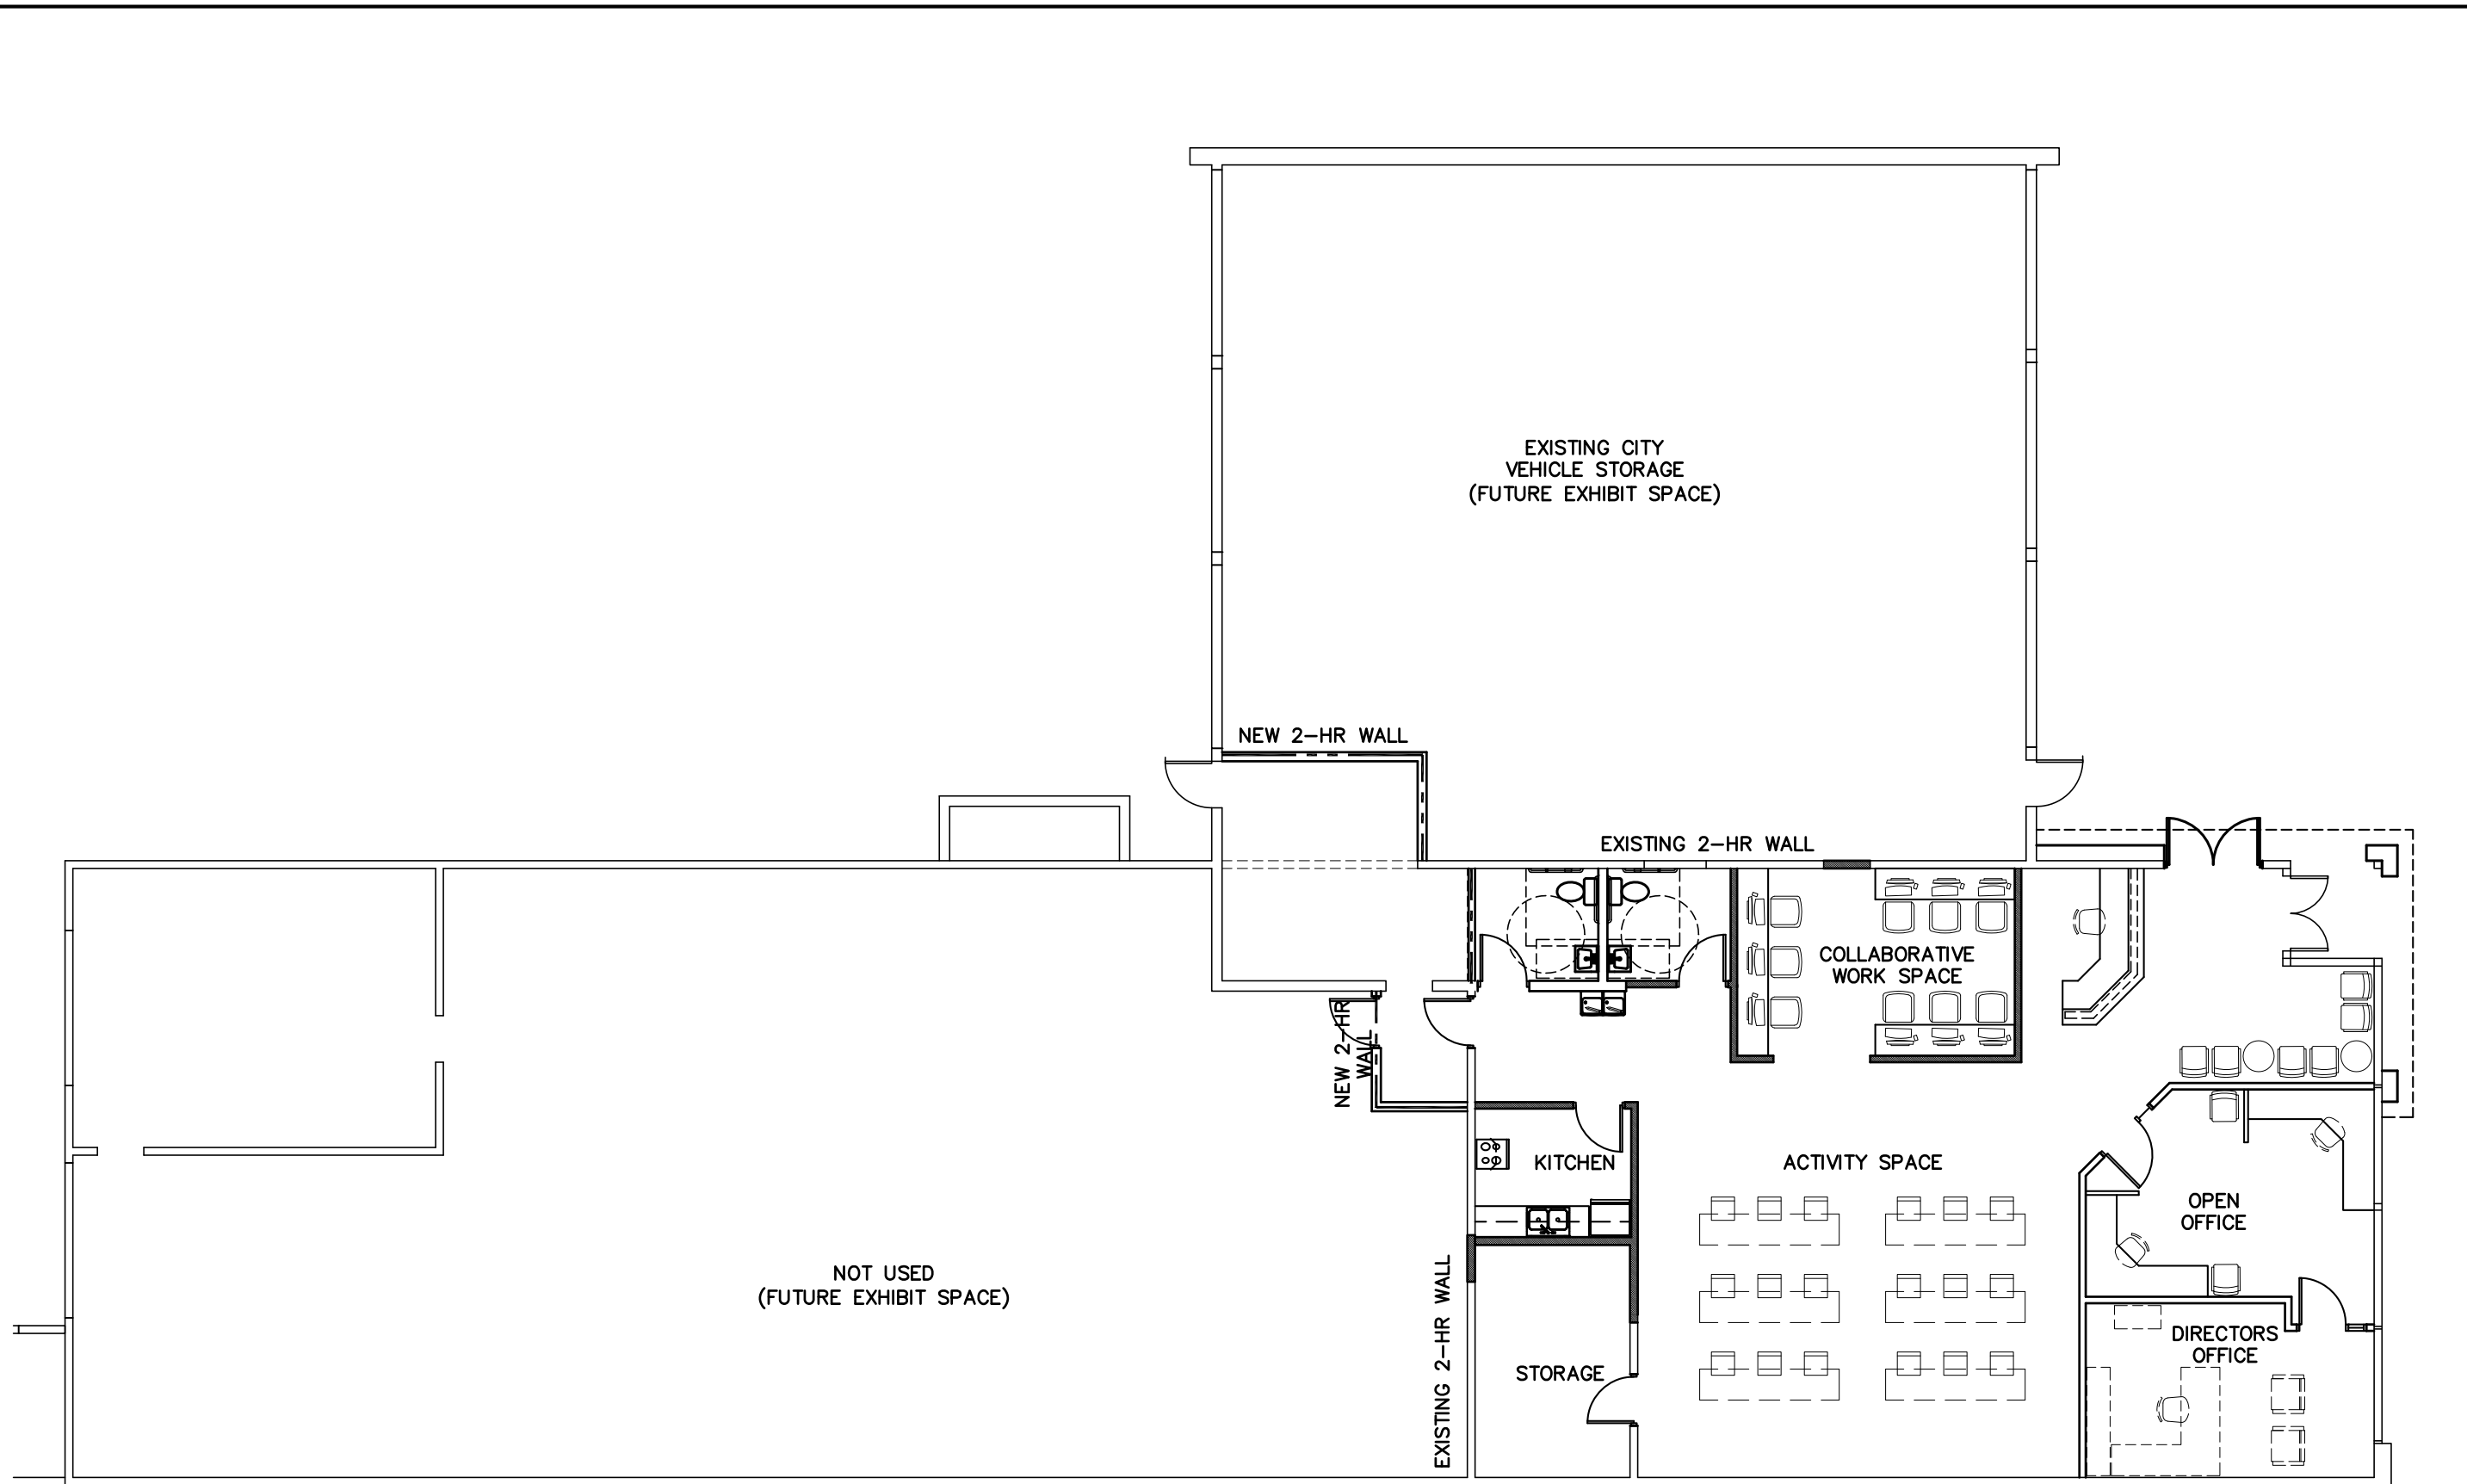 EXISTING CITY
VEHICLE STORAGE
(FUTURE EXHIBIT SPACE)
NEW 2-HR WALL
EXISTING 2-HR WALL
COLLABORATIVE
WORK SPACE
NEW 2-HR
WALL
KITCHEN
ACTIVITY SPACE
OPEN
OFFICE
NOT USED
(FUTURE EXHIBIT SPACE)
EXISTING 2-HR WALL
STORAGE
DIRECTORS
OFFICE